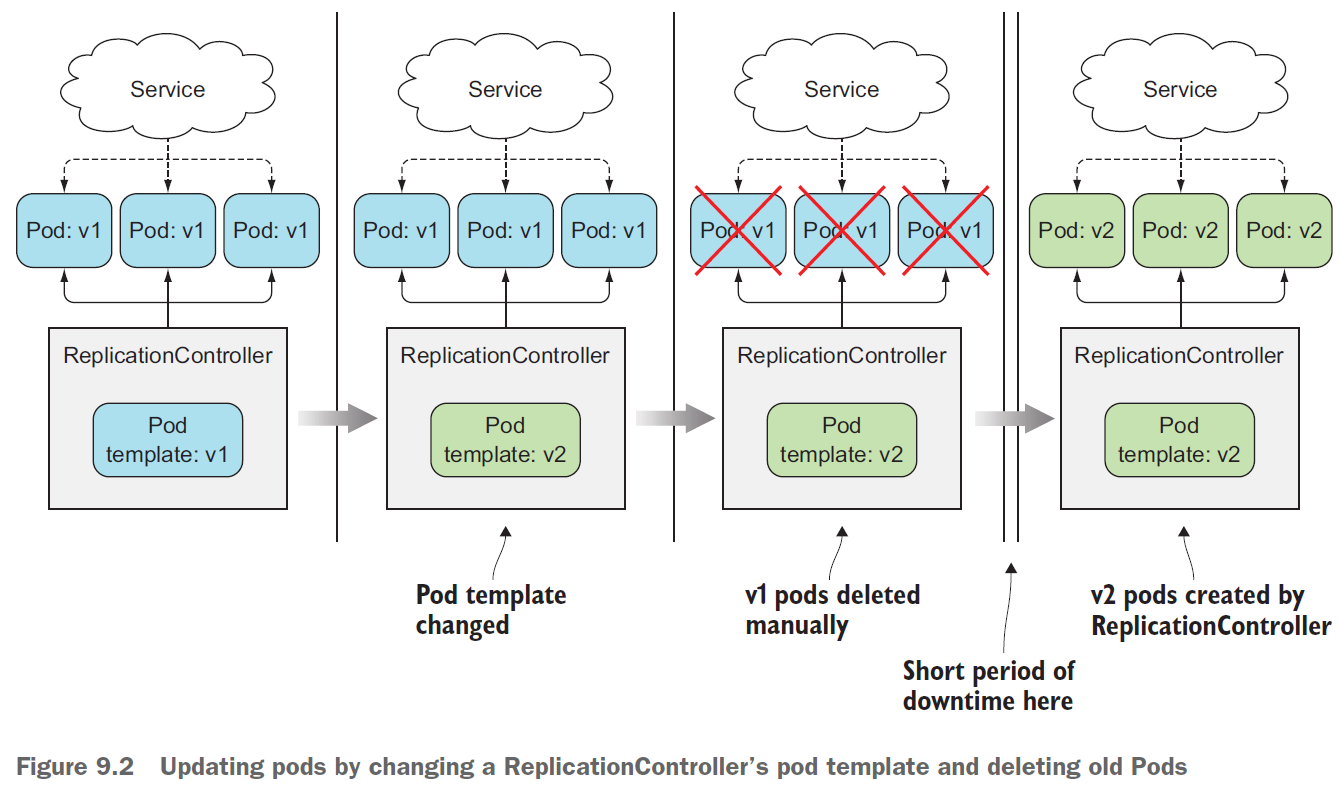 Service
Pod: v1
Pod: v1
Pod: v1
ReplicationController
Pod
template: v1
Service
Pod: v1
Pod: v1
Pod: v1
ReplicationController
Pod
template: v2
Pod template
changed
Service
Pod: v1
Pod: v1
Pod: v1
ReplicationController
Pod
template: v2
v1 pods deleted
manually
Short period of
downtime here
Service
Pod: v2
Pod: v2
Pod: v2
ReplicationController
Pod
template: v2
v2 pods created by
ReplicationController
Figure 9.2 Updating pods by changing a ReplicationController’s pod template and deleting old Pods